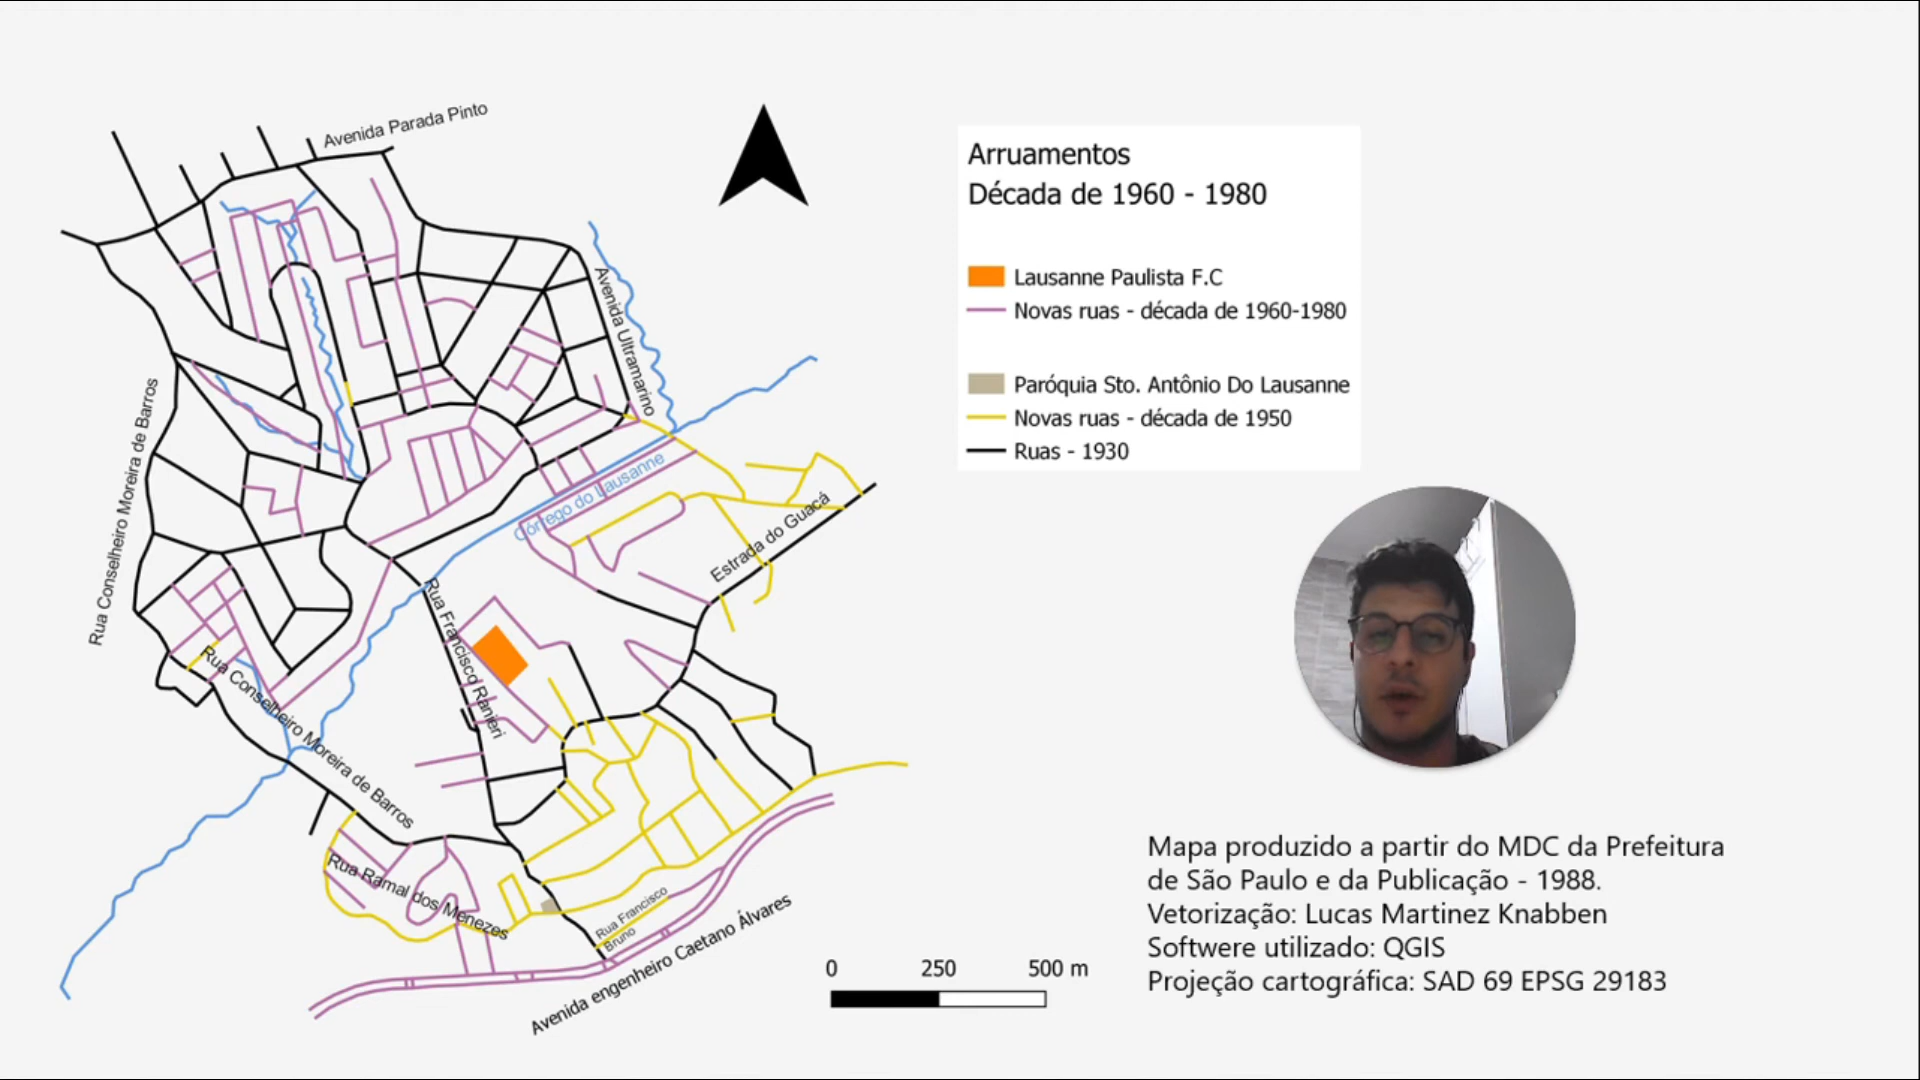 Avenida Parada Pinto
Arruamentos
Década de 1960 - 1980
Lausanne Paulista F.C
Novas ruas - década de 1960-1980
Paróquia Sto. Antônio Do Lausanne
Novas ruas - década de 1950
Ruas - 1930
Avenida Ultramarino
Rua Conselheiro Moreira de Barros
Córrego do Lausanne
Estrada do Guacá
Rua Francisco Ranieri
Rua Conselheiro Moreira de Barros
Rua Ramal dos Menezes
Rua Francisco
Bruno
Avenida engenheiro Caetano Álvares
0 250 500 m
Mapa produzido a partir do MDC da Prefeitura
de São Paulo e da Publicação - 1988.
Vetorização: Lucas Martinez Knabben
Softwere utilizado: QGIS
Projeção cartográfica: SAD 69 EPSG 29183